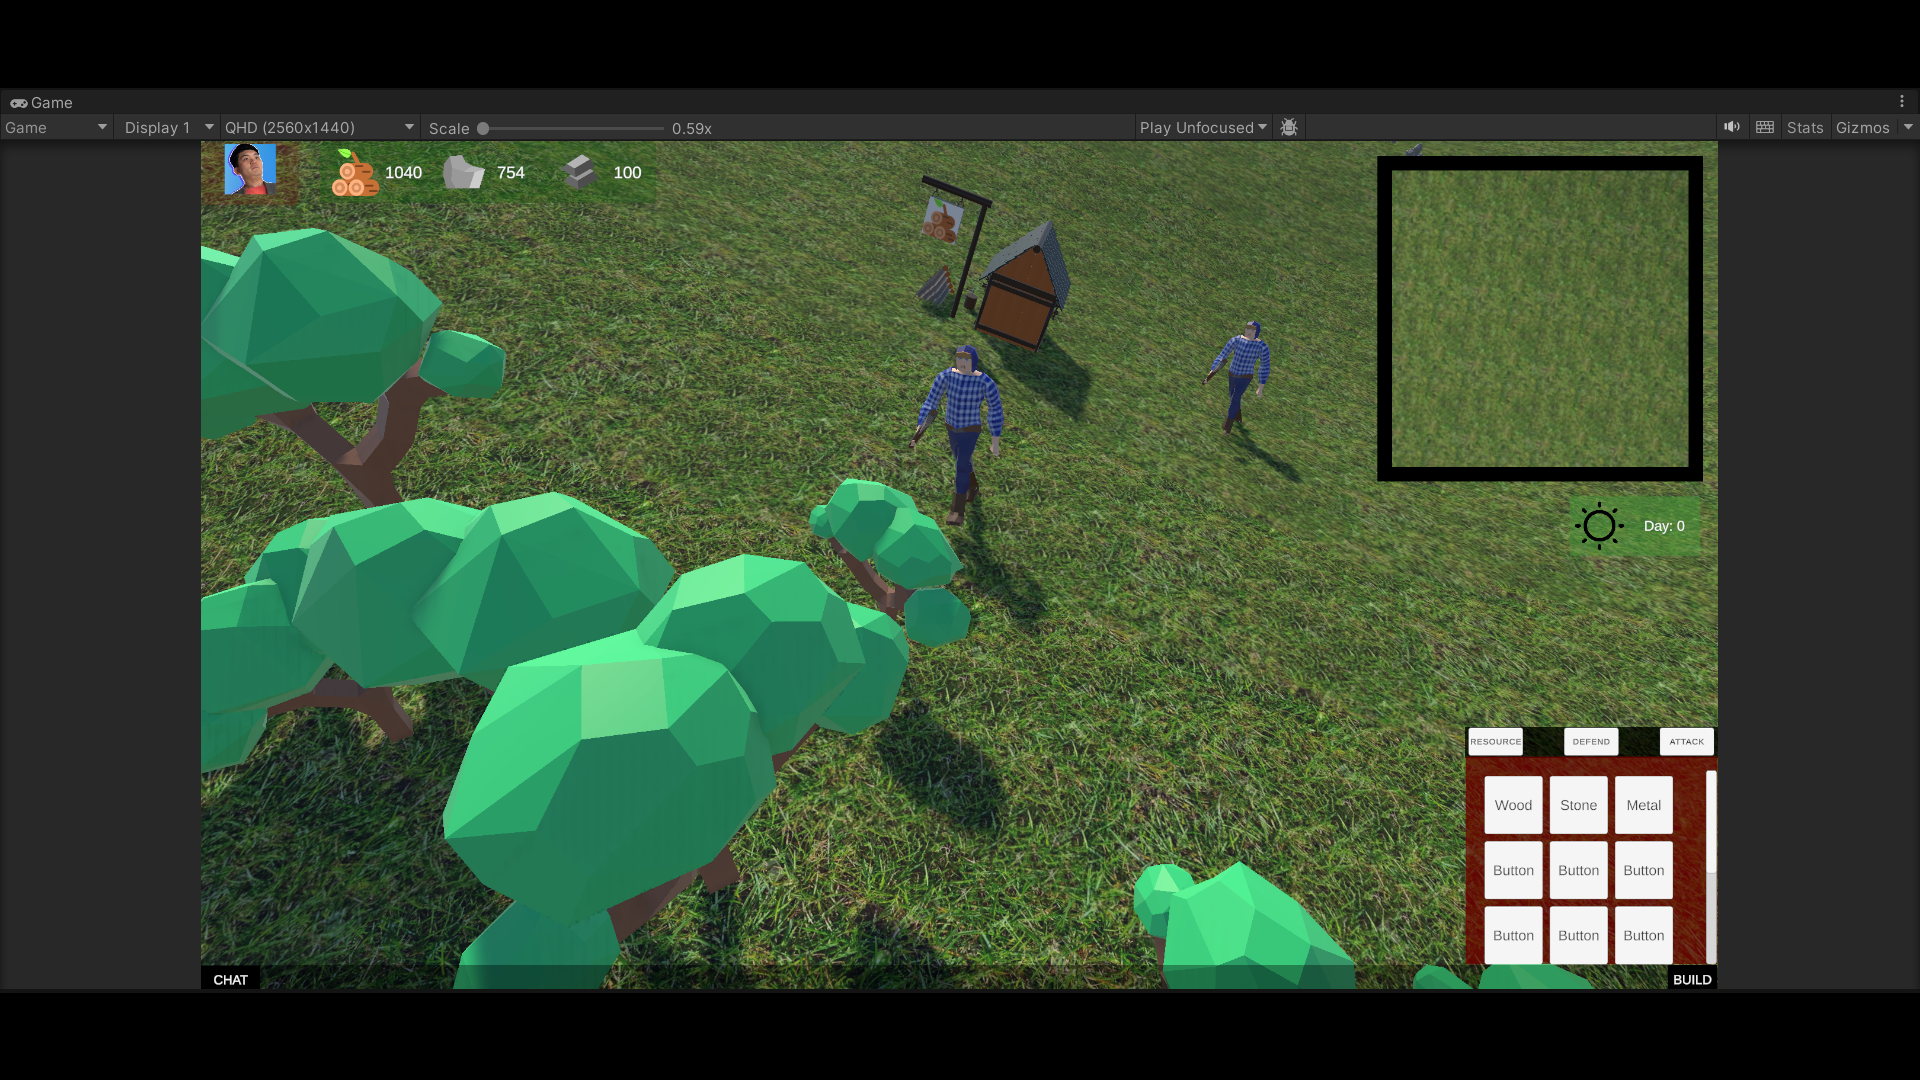 Game
Game
Display 1
QHD (2560x1440)
Scale
0.59x
Play Unfocused
Stats
Gizmos
1040
754
100
Day: 0
RESOURCE
DEFEND
ATTACK
Wood
Stone
Metal
Button
Button
Button
Button
Button
Button
CHAT
BUILD